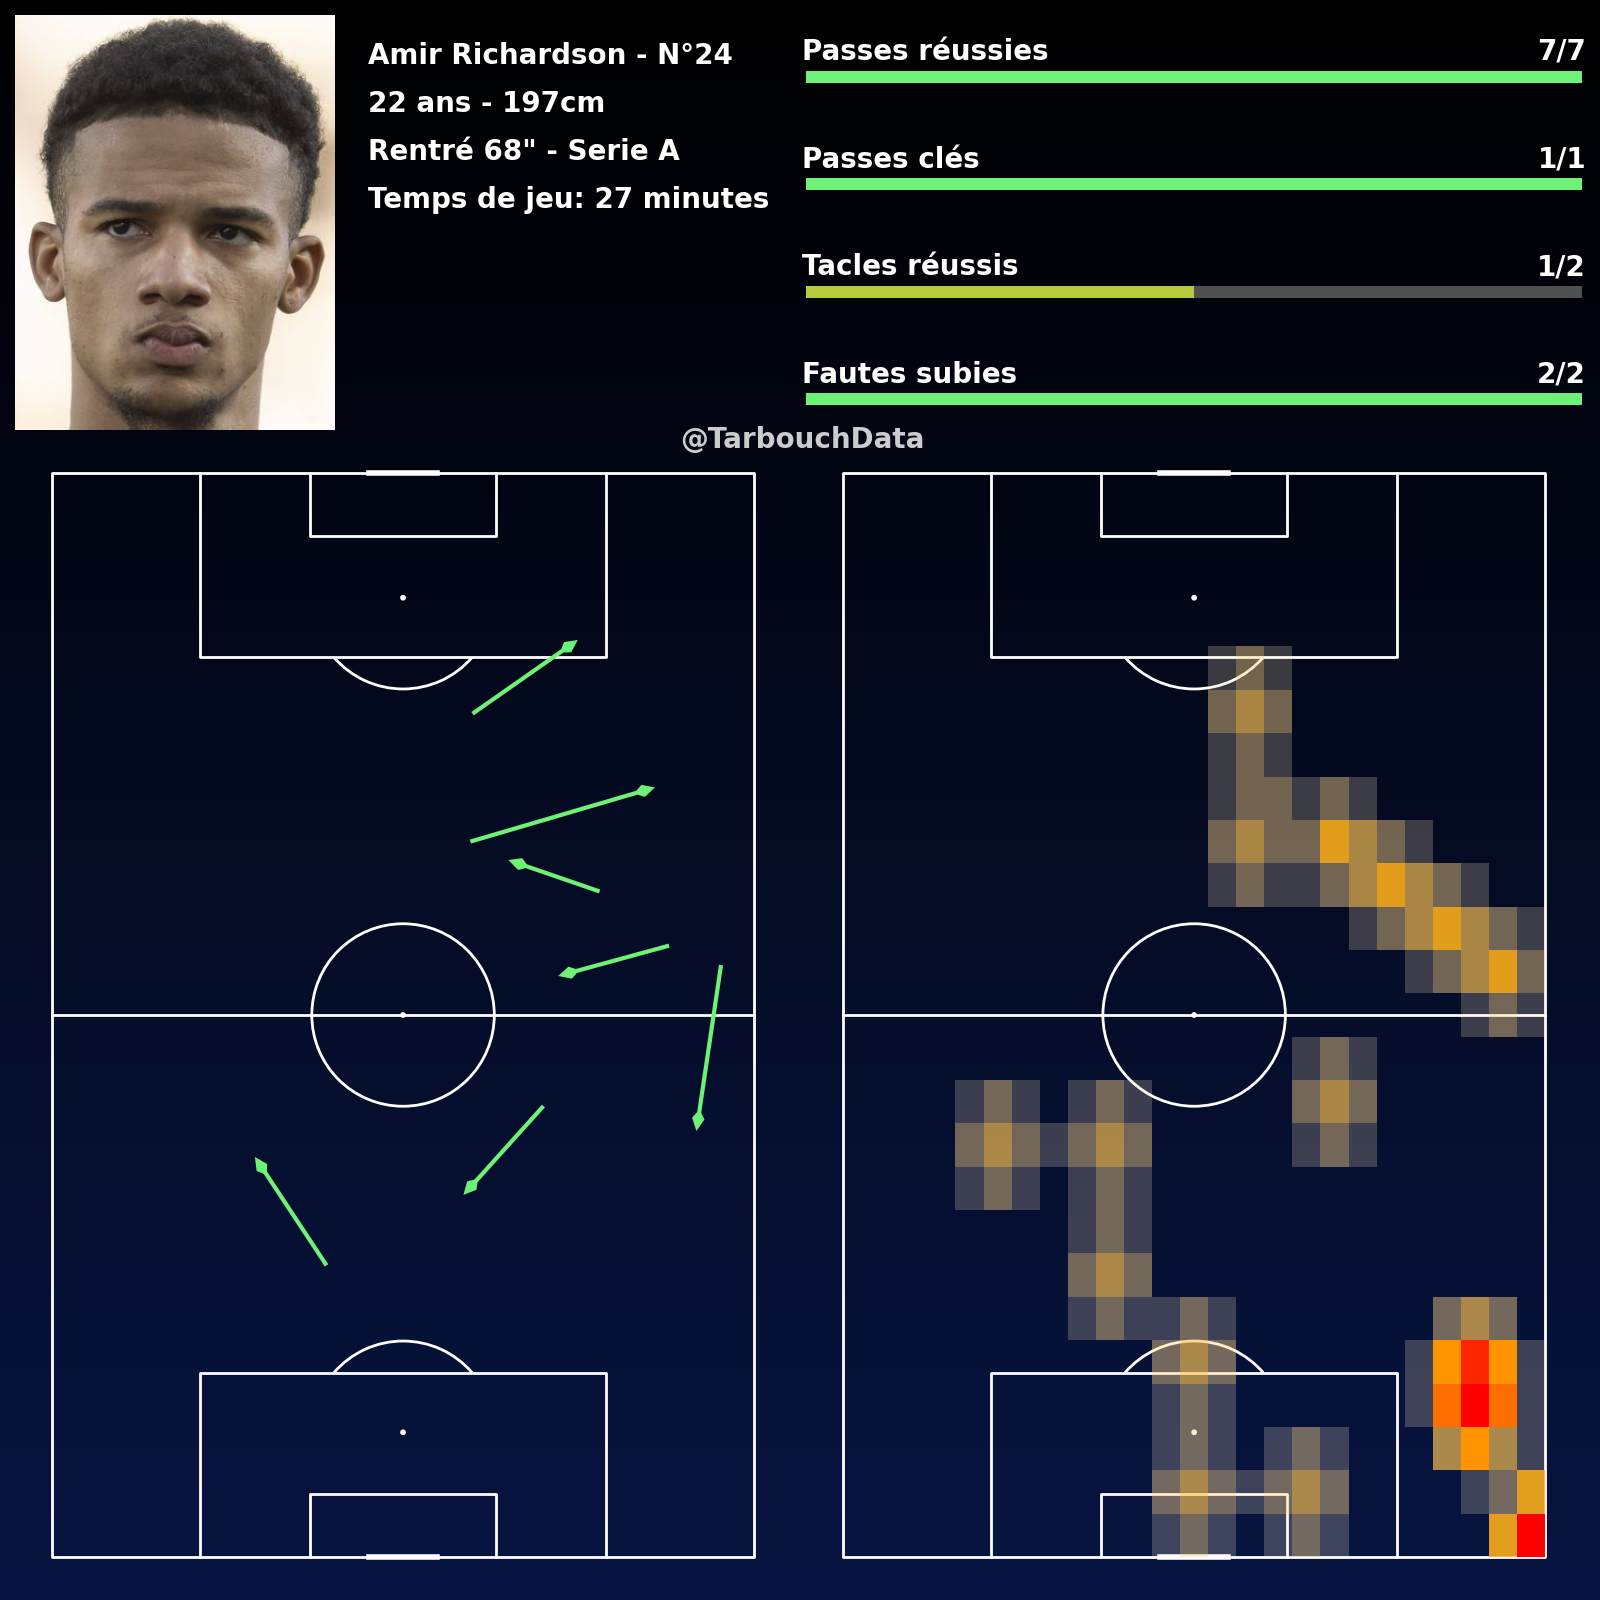 Amir Richardson - N°24
22 ans - 197cm
Rentré 68" - Serie A
Temps de jeu: 27 minutes
Passes réussies 7/7
Passes clés 1/1
Tacles réussis 1/2
Fautes subies 2/2
@TarbouchData